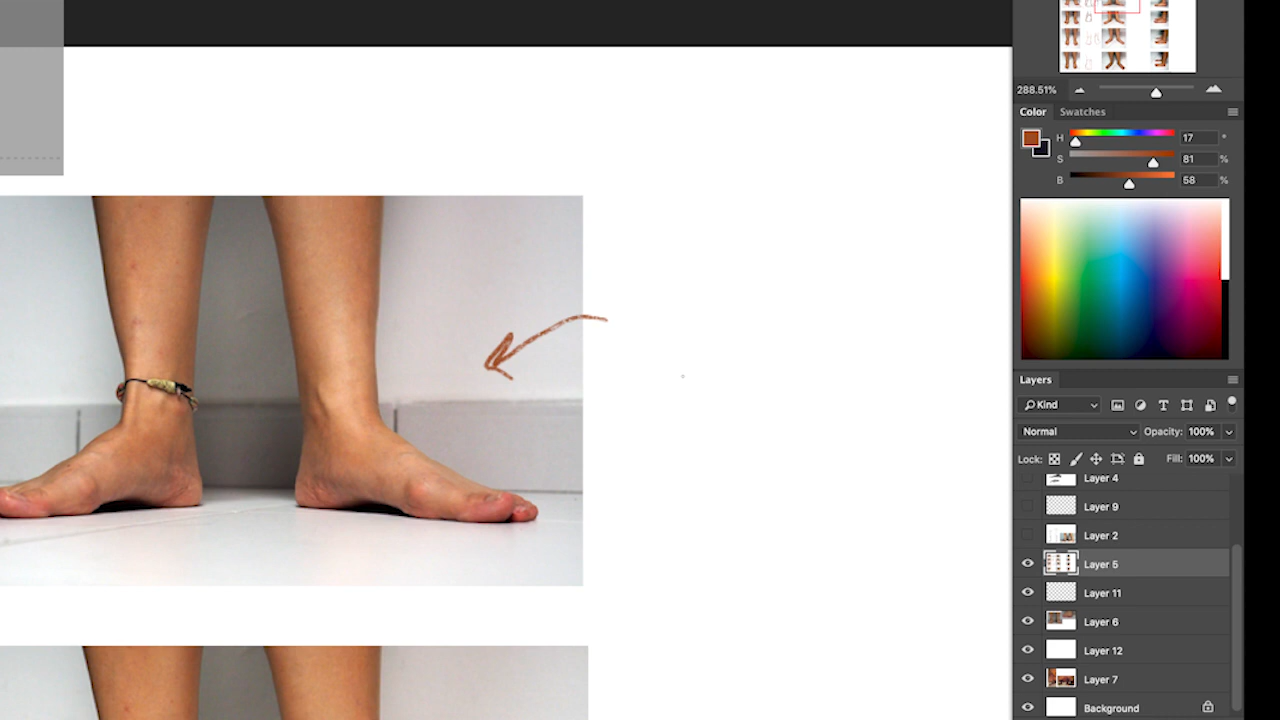 288.51%
Color Swatches
H 17 °
S 81 %
B 58 %
Layers
Kind
Normal Opacity: 100%
Lock: Fill: 100%
Layer 4
Layer 9
Layer 2
Layer 5
Layer 11
Layer 6
Layer 12
Layer 7
Background